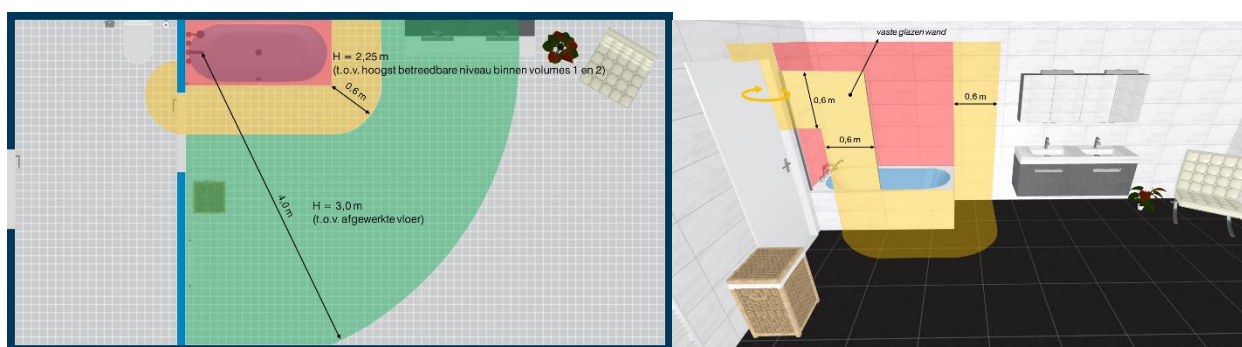 H = 2,25 m
(t.o.v. hoogst betreedbare niveau binnen volumes 1 en 2)
0,6 m
4,0 m
H = 3,0 m
(t.o.v. afgewerkte vloer)
vaste glazen wand
0,6 m
0,6 m
0,6 m